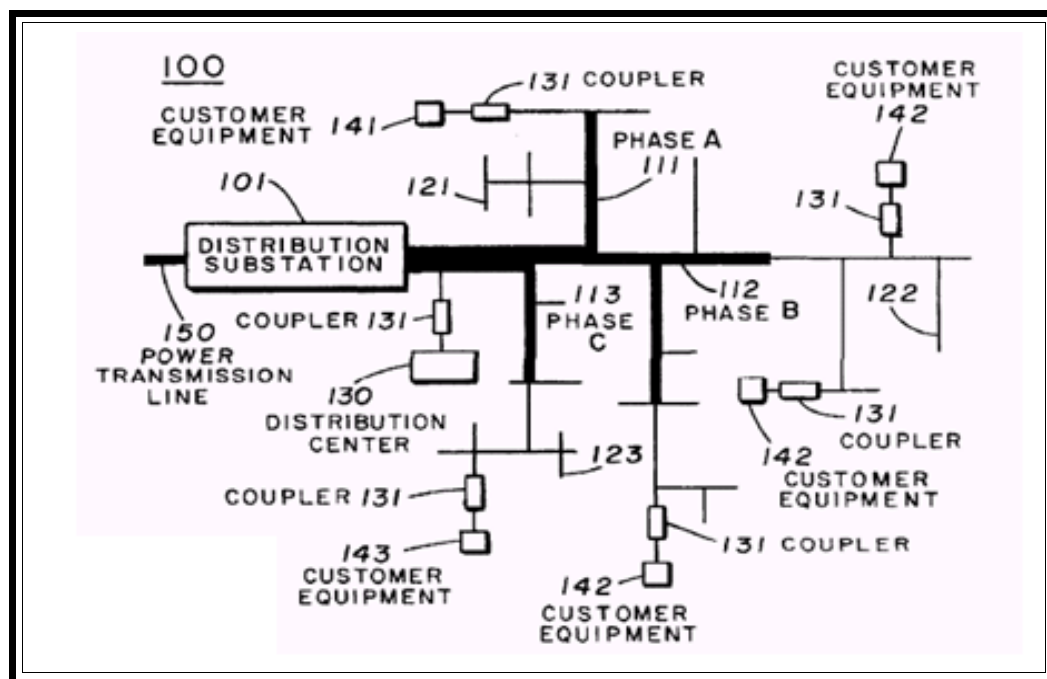 100
131 COUPLER
CUSTOMER
EQUIPMENT
141
CUSTOMER
EQUIPMENT
142
PHASE A
111
121
131
101
DISTRIBUTION
SUBSTATION
150
POWER
TRANSMISSION
LINE
COUPLER 131
113
PHASE
C
112
PHASE B
122
130
DISTRIBUTION
CENTER
131
COUPLER
142
CUSTOMER
EQUIPMENT
123
COUPLER 131
143
CUSTOMER
EQUIPMENT
131 COUPLER
142
CUSTOMER
EQUIPMENT